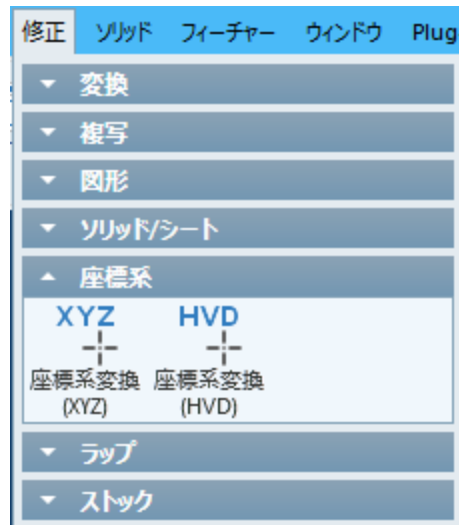 修正 ソリッド フィーチャー ウィンドウ Plug
変換
複写
図形
ソリッド/シート
座標系
XYZ HVD
座標系変換 座標系変換
(XYZ) (HVD)
ラップ
ストック